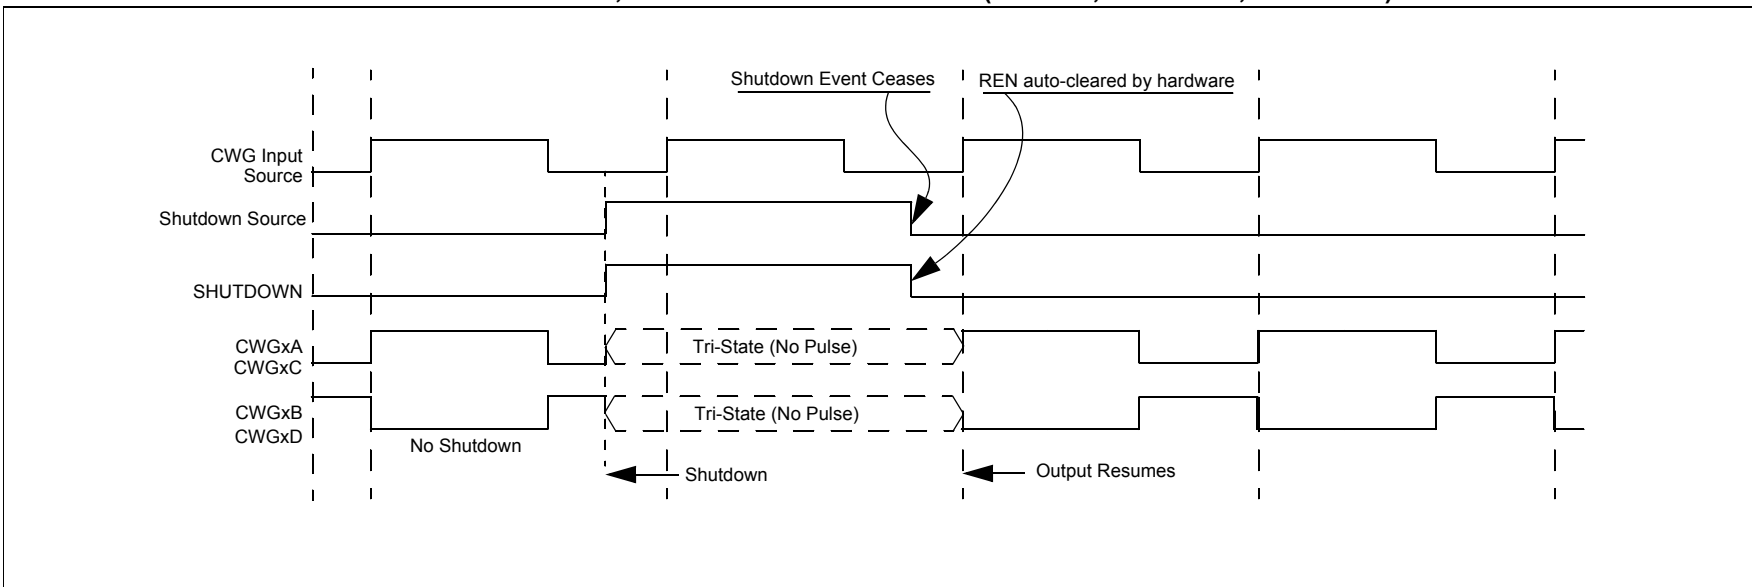 Shutdown Event Ceases
REN auto-cleared by hardware
CWG Input
Source
Shutdown Source
SHUTDOWN
CWGxA
CWGxC
Tri-State (No Pulse)
CWGxB
CWGxD
Tri-State (No Pulse)
No Shutdown
Shutdown
Output Resumes